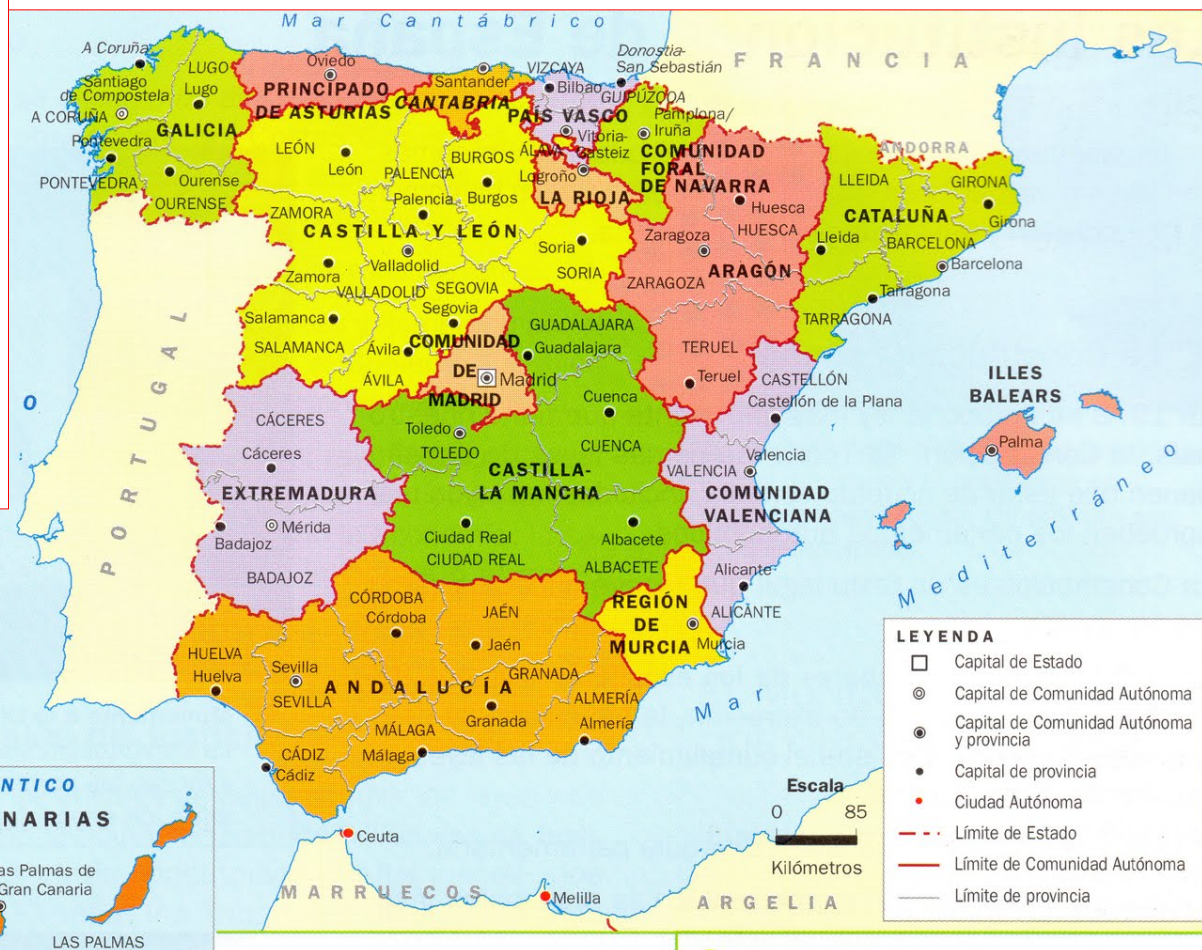 Mar Cantábrico
FRANCIA
A Coruña
Santiago
de Compostela
A CORUÑA
LUGO
Lugo
GALICIA
Pontevedra
PONTEVEDRA
Ourense
OURENSE
Oviedo
PRINCIPADO
DE ASTURIAS
Santander
CANTABRIA
VIZCAYA
Bilbao
Donostia-
San Sebastián
GUIPÚZCOA
PAÍS VASCO
Vitoria-
Gasteiz
ÁLAVA
Pamplona/
Iruña
COMUNIDAD
FORAL
DE NAVARRA
Logroño
LA RIOJA
LEÓN
León
PALENCIA
Palencia
BURGOS
Burgos
ZAMORA
Zamora
CASTILLA Y LEÓN
Valladolid
VALLADOLID
Soria
SORIA
SEGOVIA
Segovia
Salamanca
SALAMANCA
Ávila
ÁVILA
Huesca
HUESCA
Zaragoza
ZARAGOZA
ARAGÓN
TERUEL
Teruel
ANDORRA
LLEIDA
Lleida
GIRONA
Girona
CATALUÑA
BARCELONA
Barcelona
Tarragona
TARRAGONA
COMUNIDAD
DE
MADRID
Madrid
GUADALAJARA
Guadalajara
Cuenca
CUENCA
Toledo
TOLEDO
CASTILLA-
LA MANCHA
Ciudad Real
CIUDAD REAL
Albacete
ALBACETE
CASTELLÓN
Castellón de la Plana
Valencia
VALENCIA
COMUNIDAD
VALENCIANA
Alicante
ALICANTE
ILLES
BALEARS
Palma
PORTUGAL
O
CÁCERES
Cáceres
EXTREMADURA
Mérida
Badajoz
BADAJOZ
REGIÓN
DE
MURCIA
Murcia
CÓRDOBA
Córdoba
JAÉN
Jaén
HUELVA
Huelva
Sevilla
SEVILLA
ANDALUCÍA
GRANADA
Granada
ALMERÍA
Almería
MÁLAGA
Málaga
CÁDIZ
Cádiz
Mar Mediterráneo
Ceuta
Melilla
MARRUECOS
ARGELIA
NTICO
NARIAS
as Palmas de
Gran Canaria
LAS PALMAS
Escala
0 85
Kilómetros
LEYENDA
Capital de Estado
Capital de Comunidad Autónoma
Capital de Comunidad Autónoma
y provincia
Capital de provincia
Ciudad Autónoma
Límite de Estado
Límite de Comunidad Autónoma
Límite de provincia